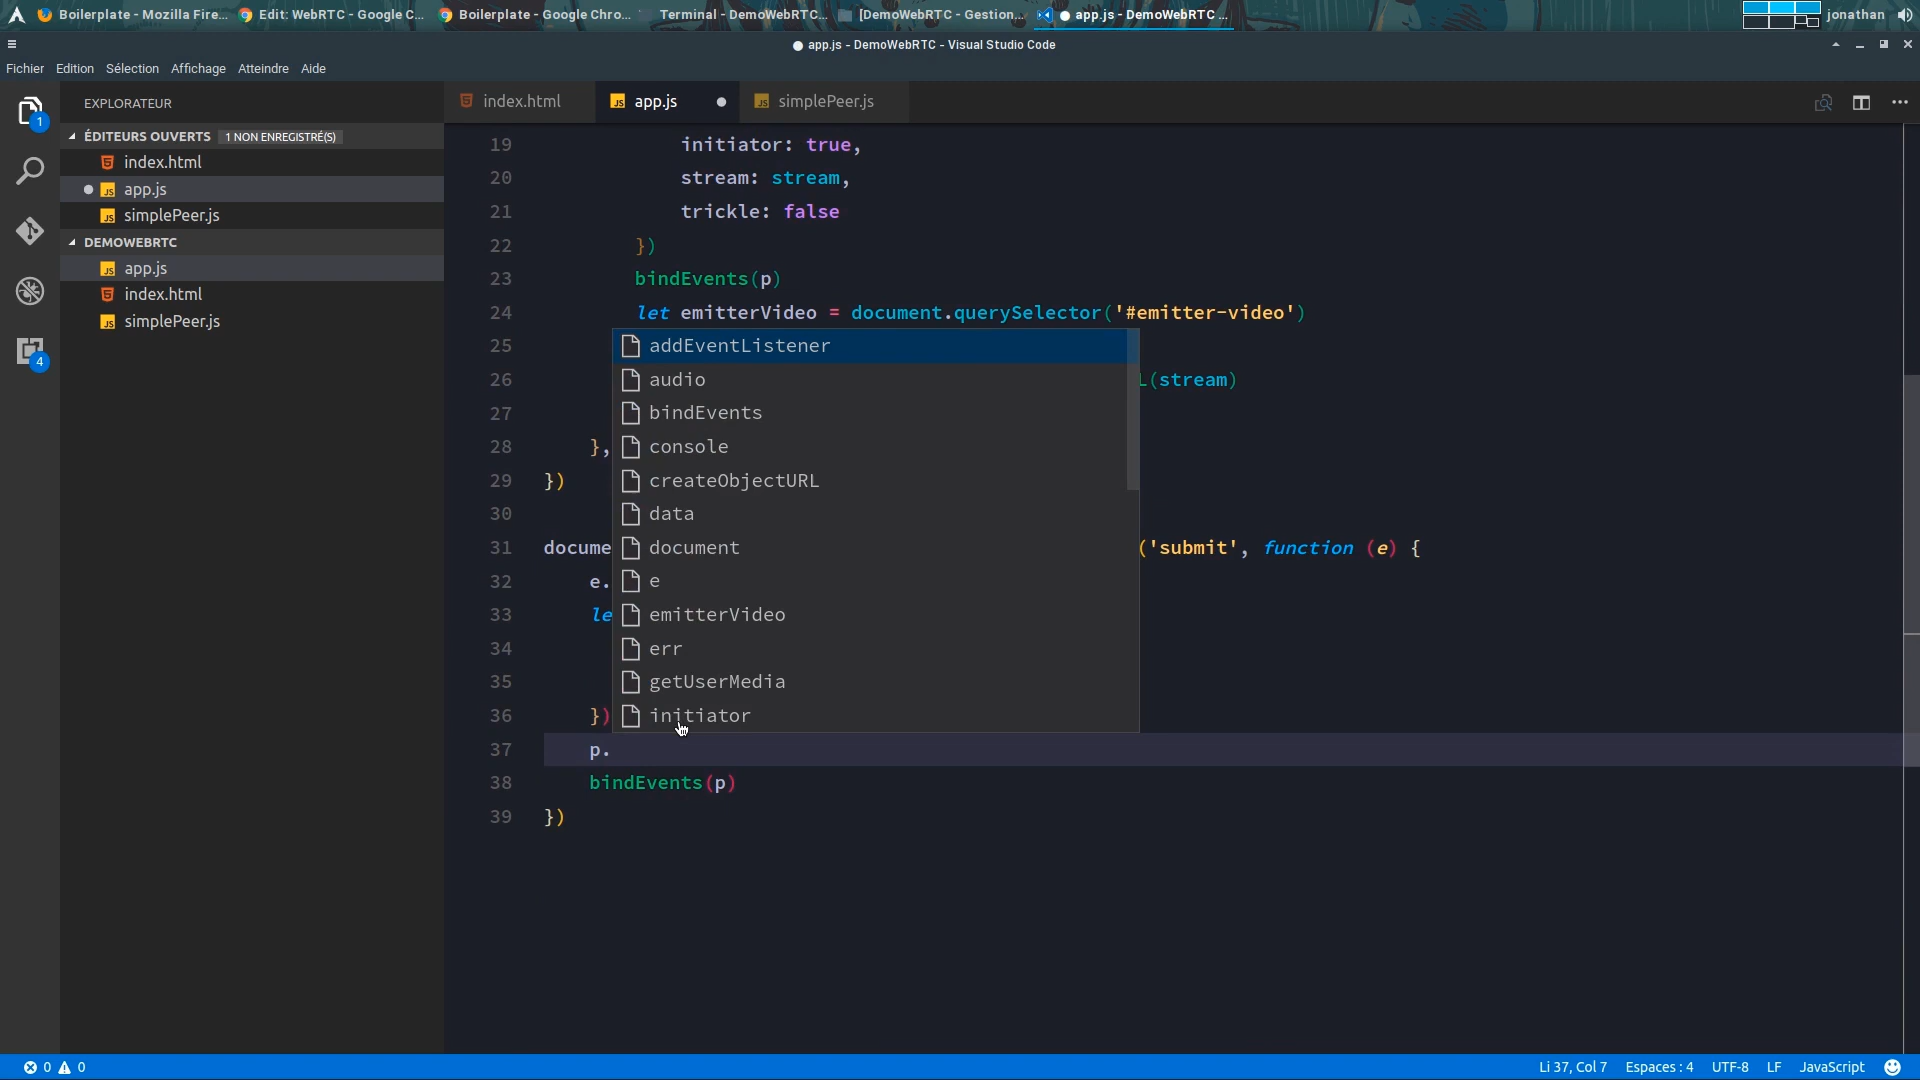 Boilerplate - Mozilla Fire...
Edit: WebRTC - Google C...
Boilerplate - Google Chro...
Terminal - DemoWebRTC...
[DemoWebRTC - Gestion...
app.js - DemoWebRTC ...
jonathan
app.js - DemoWebRTC - Visual Studio Code
Fichier Edition Sélection Affichage Atteindre Aide
EXPLORATEUR
ÉDITEURS OUVERTS 1 NON ENREGISTRÉ(S)
index.html
app.js
simplePeer.js
DEMOWEBRTC
app.js
index.html
simplePeer.js
1
4
index.html
app.js
simplePeer.js
19 initiator: true,
20 stream: stream,
21 trickle: false
22 })
23 bindEvents(p)
24 let emitterVideo = document.querySelector('#emitter-video')
25
26 L(stream)
27
28 },
29 })
30
31 docume ('submit', function (e) {
32 e.
33 le
34
35
36 })
37 p.
38 bindEvents(p)
39 })
addEventListener
audio
bindEvents
console
createObjectURL
data
document
e
emitterVideo
err
getUserMedia
initiator
0 0
Li 37, Col 7 Espaces : 4 UTF-8 LF JavaScript